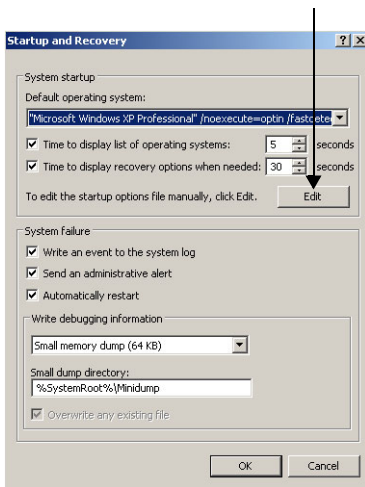 Startup and Recovery
System startup
Default operating system:
"Microsoft Windows XP Professional" /noexecute=optin /fastdetec
Time to display list of operating systems: 5 seconds
Time to display recovery options when needed: 30 seconds
To edit the startup options file manually, click Edit. Edit
System failure
Write an event to the system log
Send an administrative alert
Automatically restart
Write debugging information
Small memory dump (64 KB)
Small dump directory:
%SystemRoot%\Minidump
Overwrite any existing file
OK Cancel